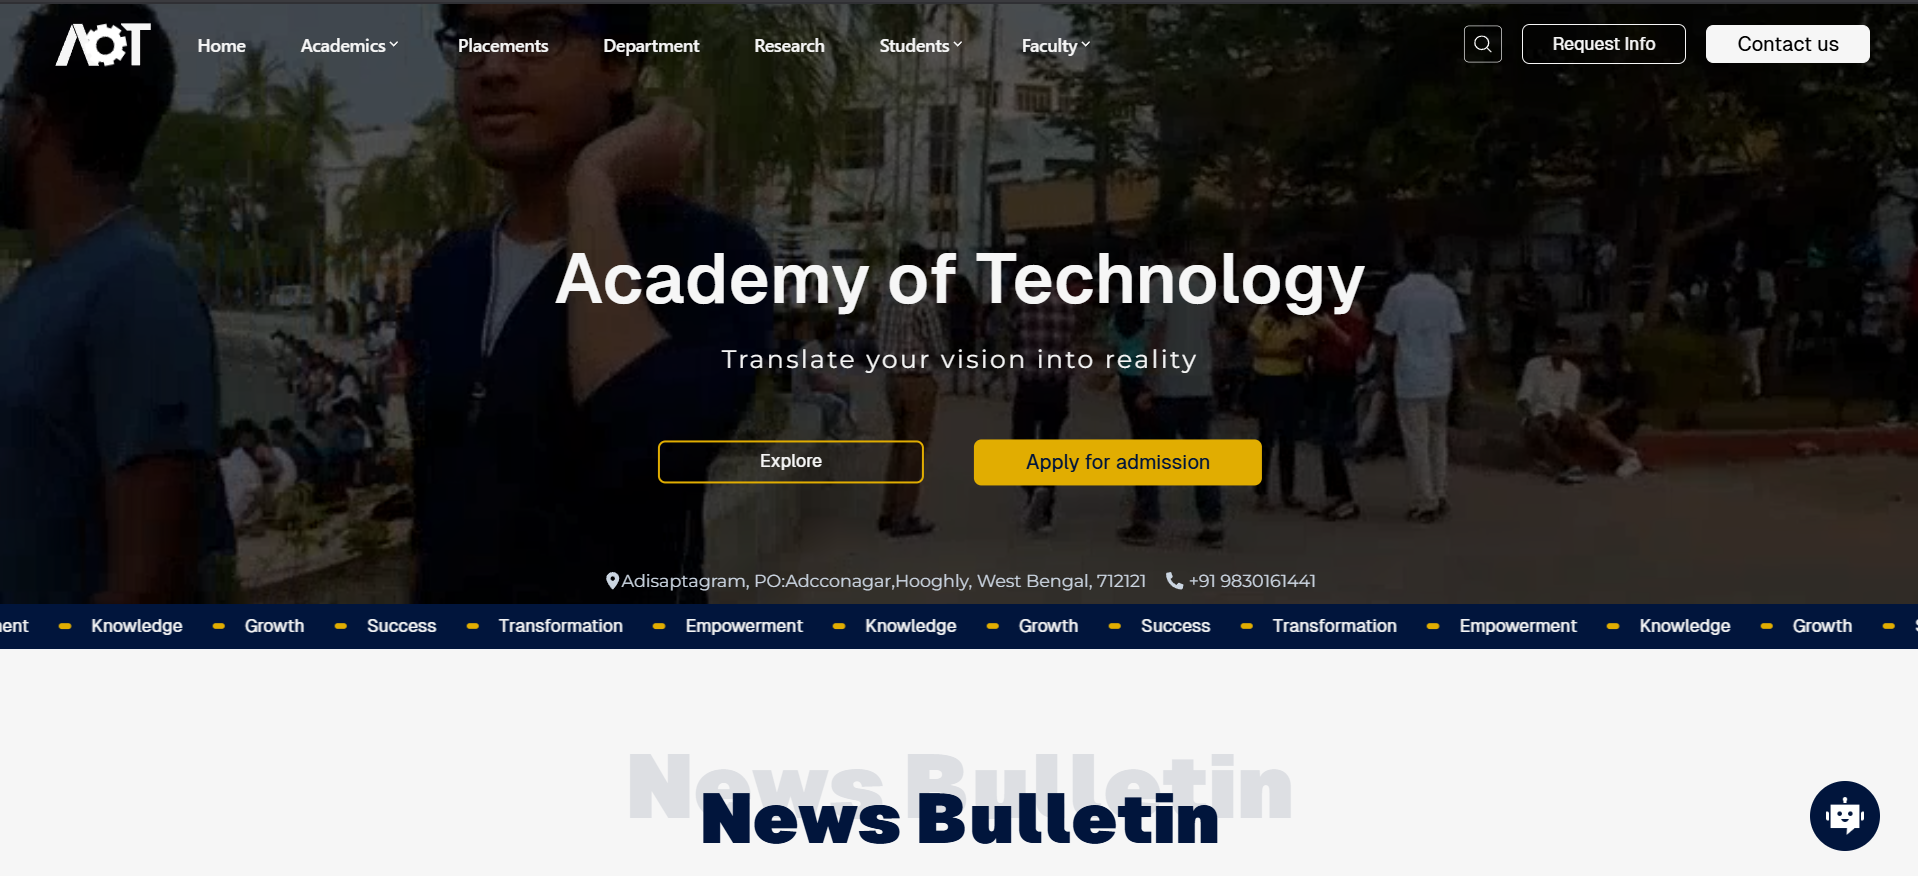 AOT Home Academics Placements Department Research Students Faculty Request Info Contact us
Academy of Technology
Translate your vision into reality
Explore Apply for admission
Adisaptagram, PO:Adcconagar,Hooghly, West Bengal, 712121 +91 9830161441
ent Knowledge Growth Success Transformation Empowerment Knowledge Growth Success Transformation Empowerment Knowledge Growth
News Bulletin
News Bulletin